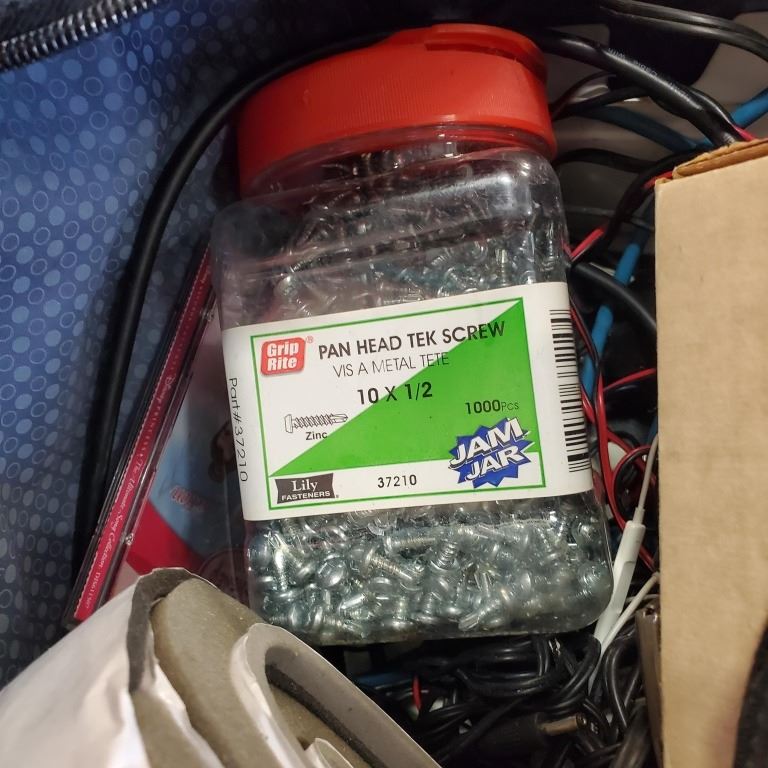 Grip
Rite®
PAN HEAD TEK SCREW
VIS A METAL TETE
10 X 1/2
1000Pcs
Zinc
JAM
JAR
Lily
FASTENERS
37210
Part#37210